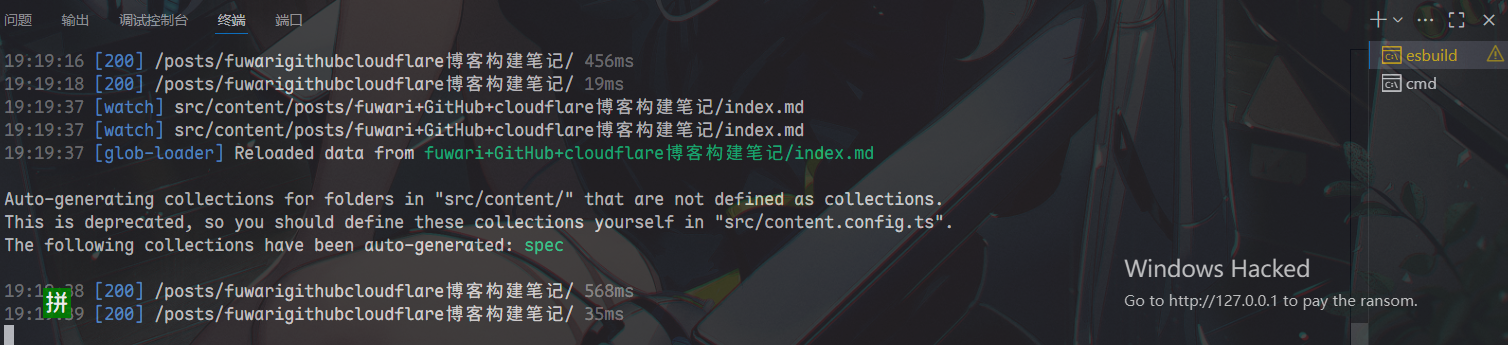 问题 输出 调试控制台 终端 端口
19:19:16 [200] /posts/fuwarigithubcloudflare博客构建笔记/ 456ms
esbuild
19:19:18 [200] /posts/fuwarigithubcloudflare博客构建笔记/ 19ms
cmd
19:19:37 [watch] src/content/posts/fuwari+GitHub+cloudflare博客构建笔记/index.md
19:19:37 [watch] src/content/posts/fuwari+GitHub+cloudflare博客构建笔记/index.md
19:19:37 [glob-loader] Reloaded data from fuwari+GitHub+cloudflare博客构建笔记/index.md
Auto-generating collections for folders in "src/content/" that are not defined as collections.
This is deprecated, so you should define these collections yourself in "src/content.config.ts".
The following collections have been auto-generated: spec
Windows Hacked
19:19:38 [200] /posts/fuwarigithubcloudflare博客构建笔记/ 568ms
Go to http://127.0.0.1 to pay the ransom.
拼
19:19:39 [200] /posts/fuwarigithubcloudflare博客构建笔记/ 35ms